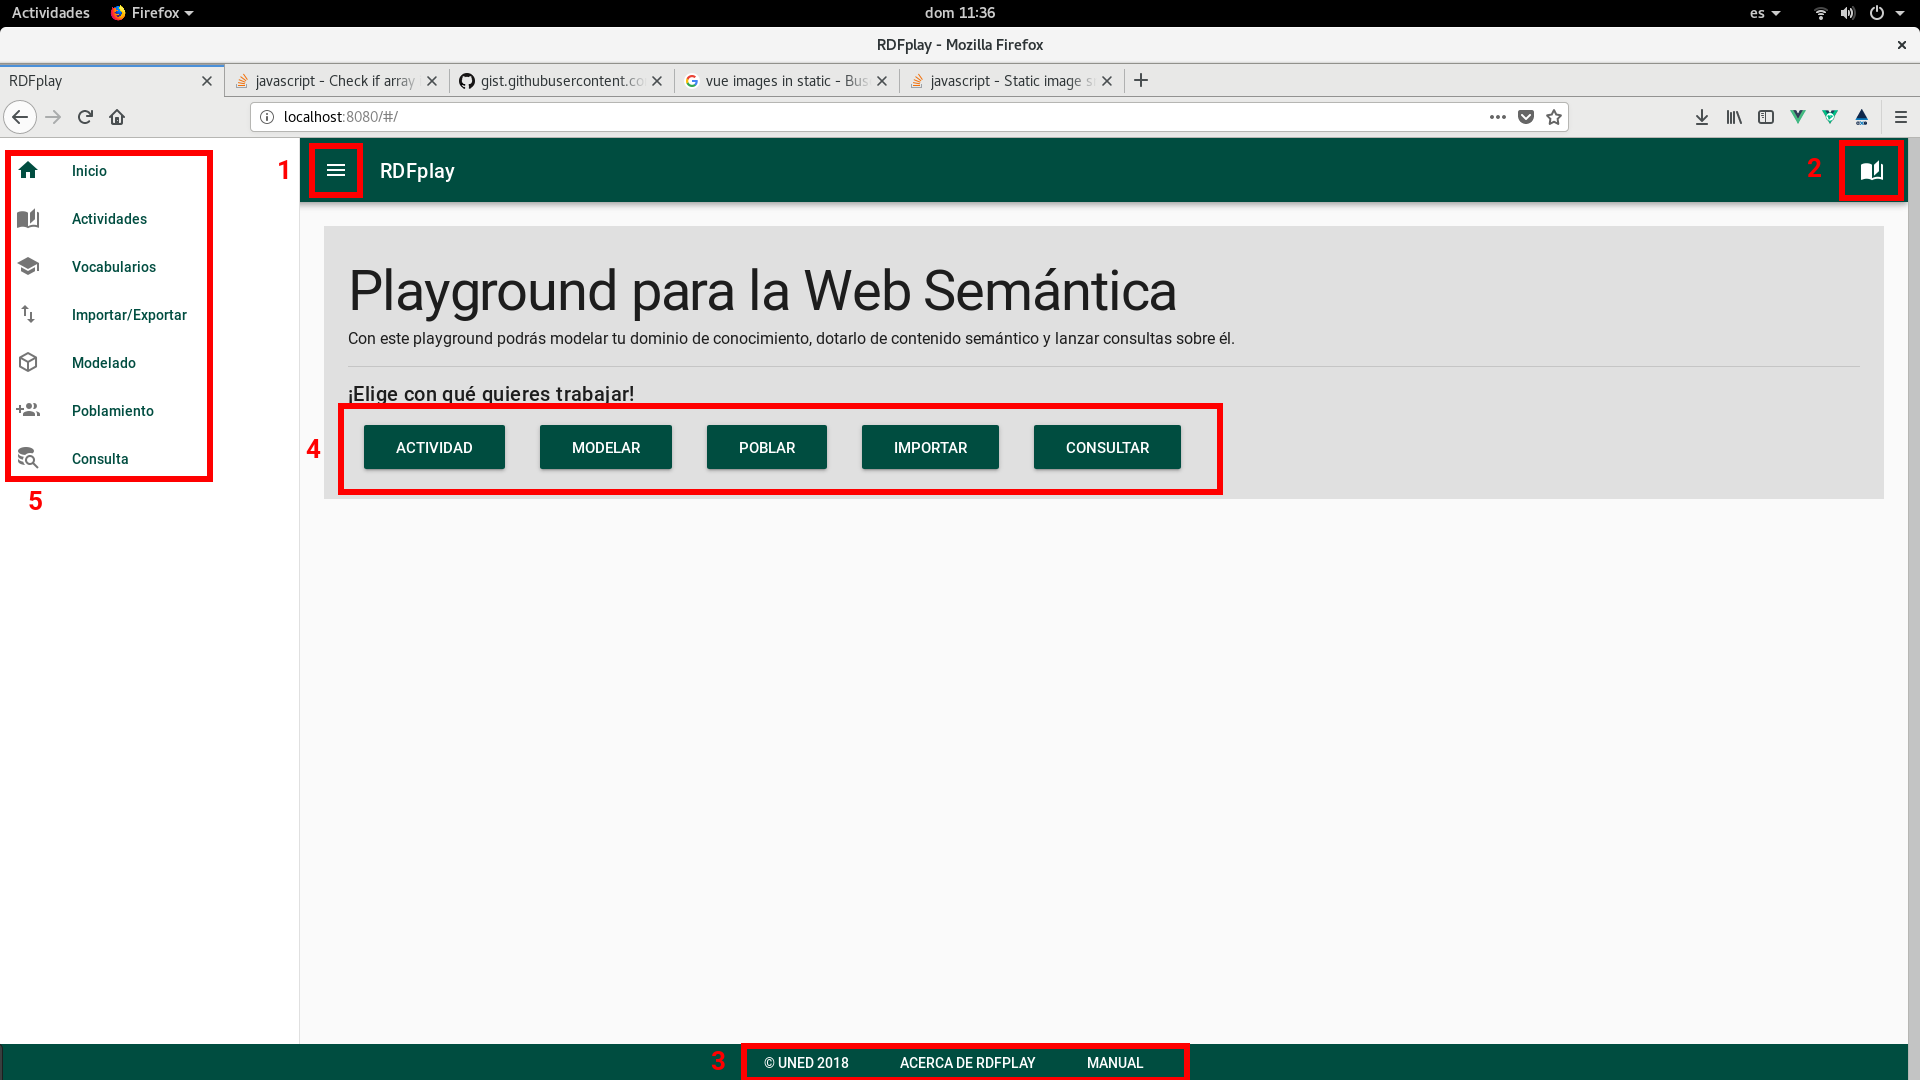 Actividades Firefox dom 11:36 es
RDFplay - Mozilla Firefox
RDFplay javascript - Check if array gist.githubusercontent.co vue images in static - Bus javascript - Static image s
localhost:8080/#/
Inicio
Actividades
Vocabularios
Importar/Exportar
Modelado
Poblamiento
Consulta
5
1 RDFplay 2
Playground para la Web Semántica
Con este playground podrás modelar tu dominio de conocimiento, dotarlo de contenido semántico y lanzar consultas sobre él.
¡Elige con qué quieres trabajar!
4 ACTIVIDAD MODELAR POBLAR IMPORTAR CONSULTAR
3 © UNED 2018 ACERCA DE RDFPLAY MANUAL